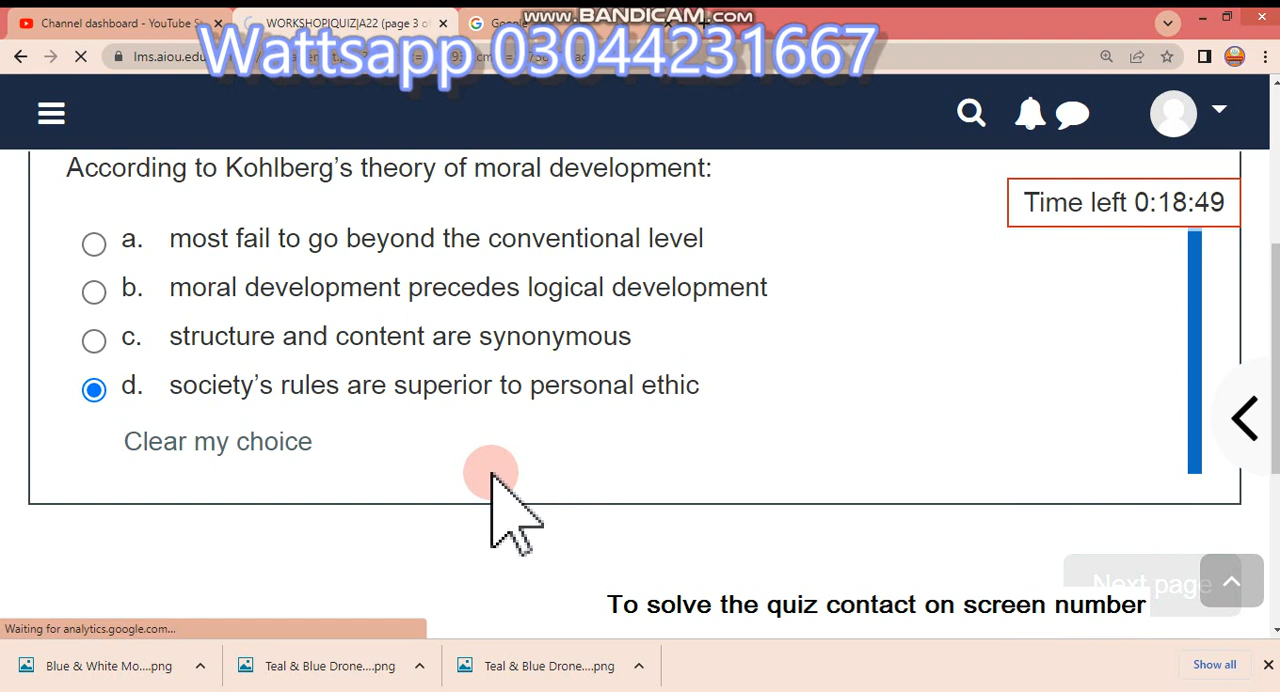 www.BANDICAM.com
Channel dashboard - YouTube S
WORKSHOP|QUIZ|A22 (page 3 o
Google
Wattsapp 03044231667
lms.aiou.edu
According to Kohlberg's theory of moral development:
Time left 0:18:49
a. most fail to go beyond the conventional level
b. moral development precedes logical development
c. structure and content are synonymous
d. society's rules are superior to personal ethic
Clear my choice
Next page
To solve the quiz contact on screen number
Waiting for analytics.google.com...
Blue & White Mo....png
Teal & Blue Drone....png
Teal & Blue Drone....png
Show all